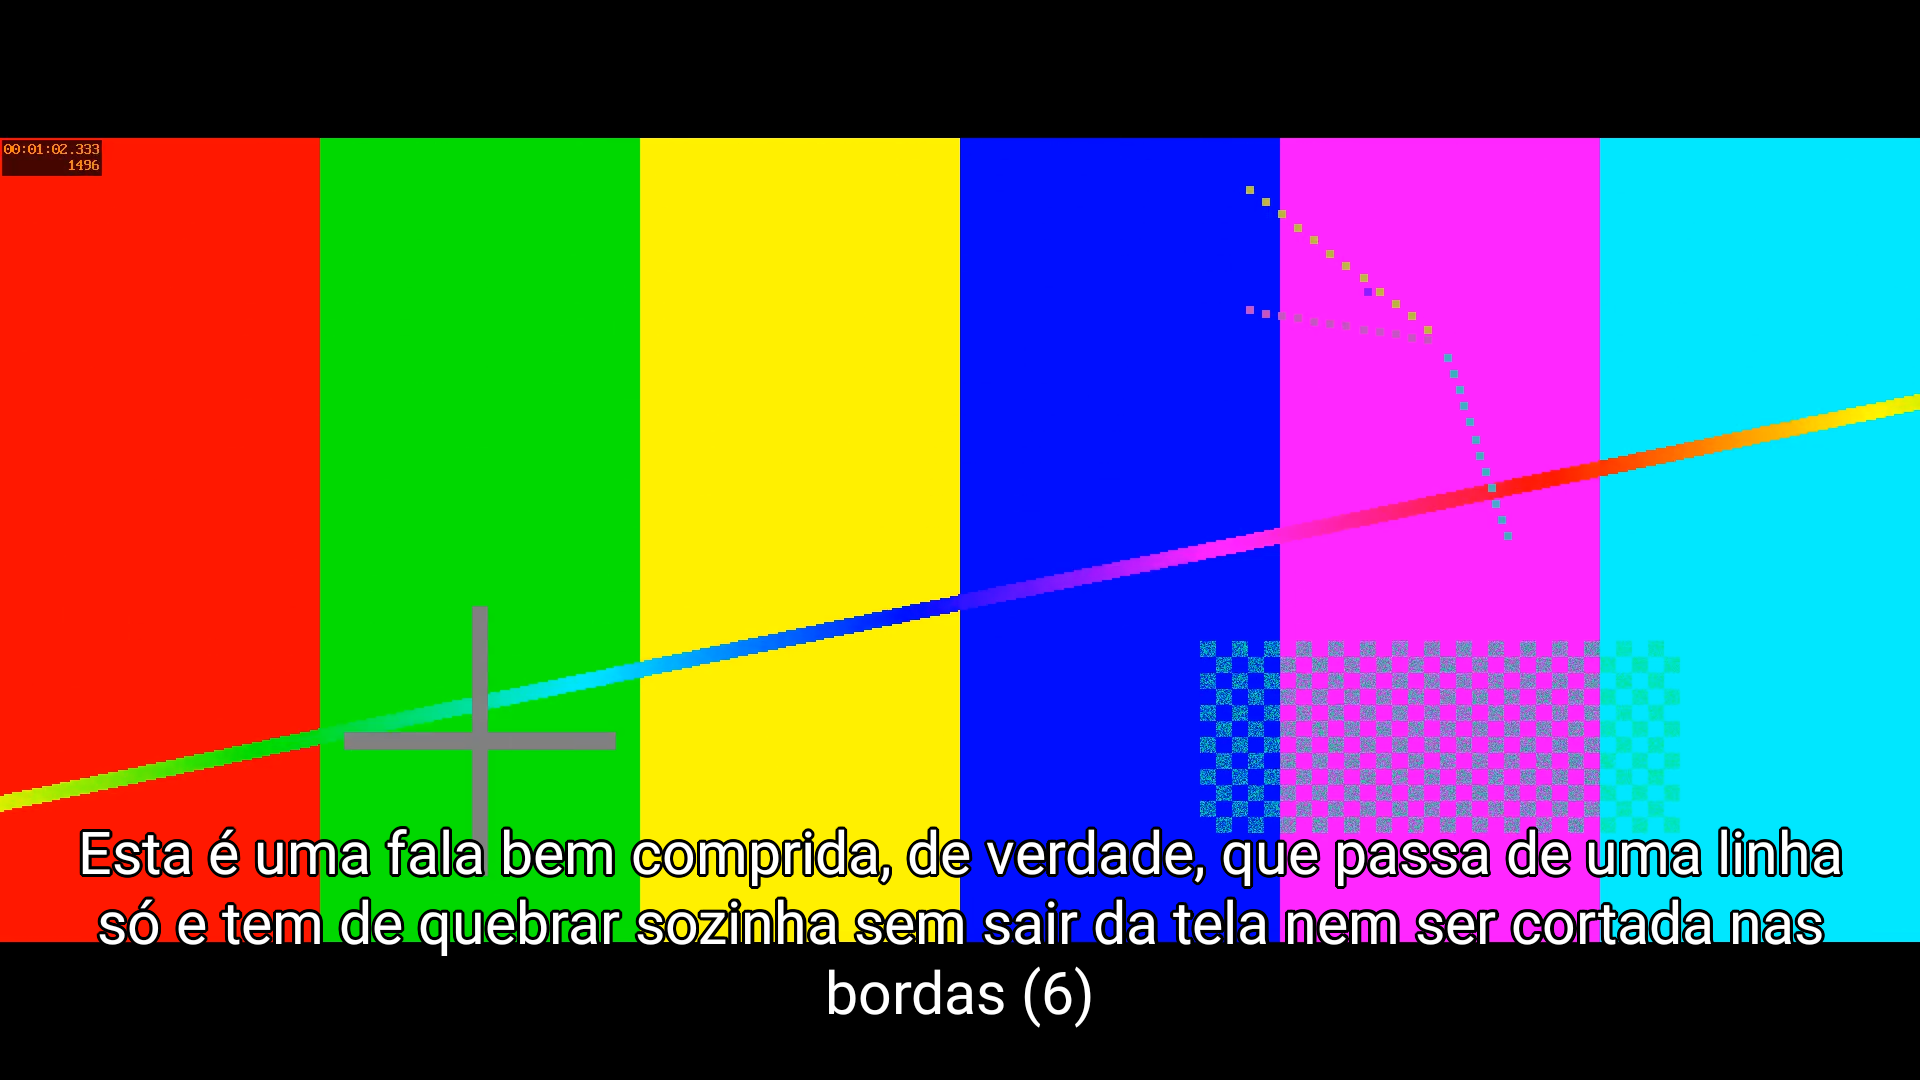 00:01:02.333
1496
Esta é uma fala bem comprida, de verdade, que passa de uma linha
só e tem de quebrar sozinha sem sair da tela nem ser cortada nas
bordas (6)